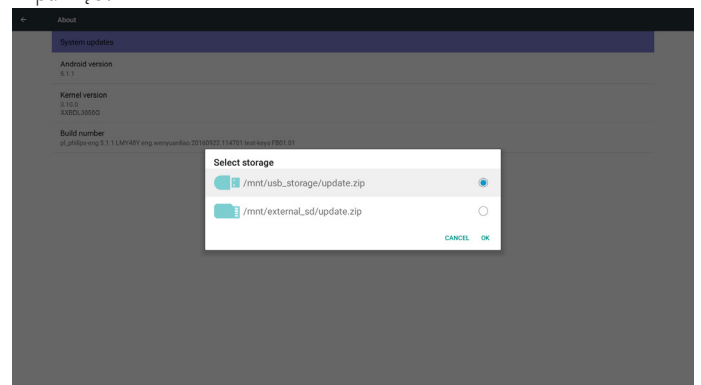 About
System updates
Android version
5.1.1
Kernel version
3.10.0
XXBDL3050Q
Build number
Select storage
/mnt/usb_storage/update.zip
/mnt/external_sd/update.zip
CANCEL OK